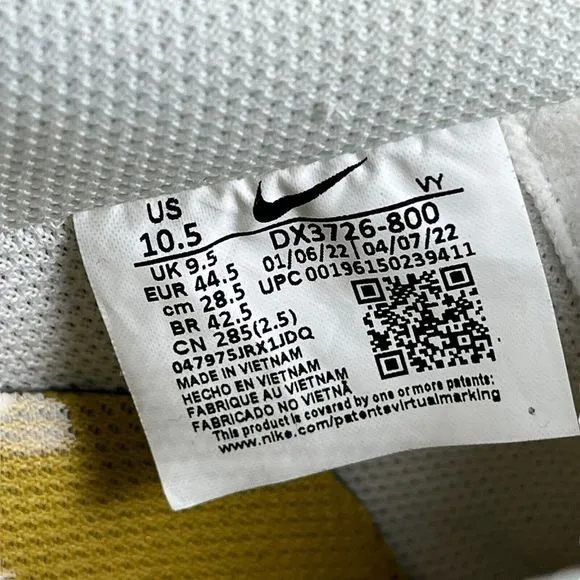 US VY
10.5 DX3726-800
UK 9.5 01/06/22 04/07/22
EUR 44.5 UPC 00196150239411
cm 28.5
BR 42.5
CN 285(2.5)
047975JRX1JDQ
MADE IN VIETNAM
HECHO EN VIETNAM
FABRIQUE AU VIETNAM
FABRICADO NO VIETNÃ
This product is covered by one or more patents:
www.nike.com/patentsvirtualmarking